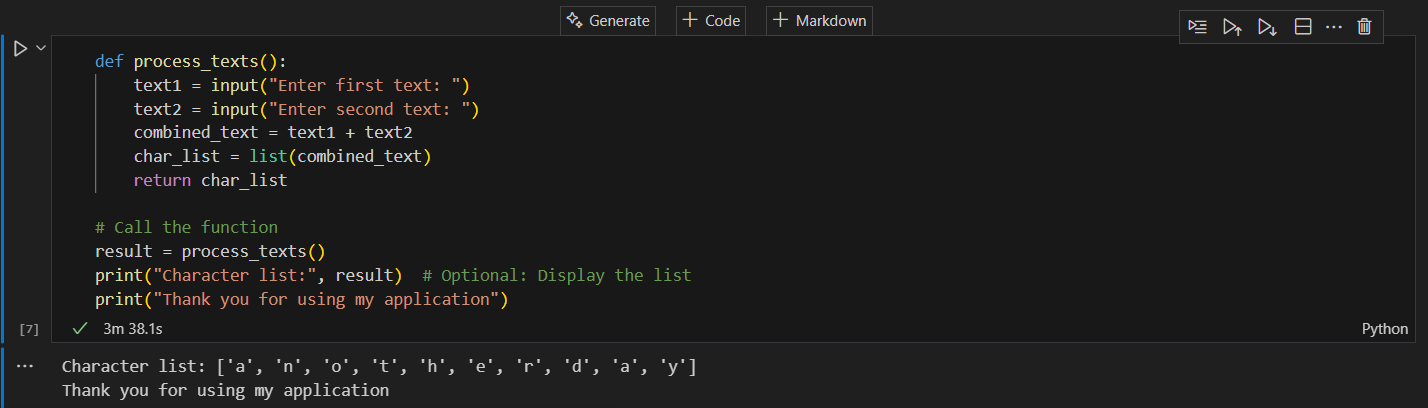 Generate + Code + Markdown
def process_texts():
    text1 = input("Enter first text: ")
    text2 = input("Enter second text: ")
    combined_text = text1 + text2
    char_list = list(combined_text)
    return char_list

# Call the function
result = process_texts()
print("Character list:", result)  # Optional: Display the list
print("Thank you for using my application")
[7] ✓ 3m 38.1s Python
... Character list: ['a', 'n', 'o', 't', 'h', 'e', 'r', 'd', 'a', 'y']
Thank you for using my application